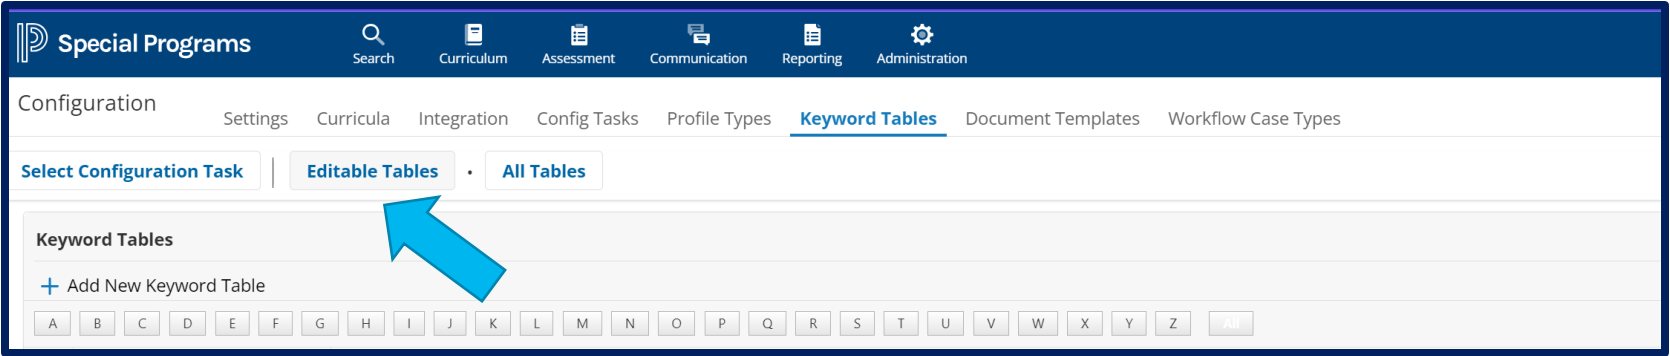 Special Programs
Search Curriculum Assessment Communication Reporting Administration
Configuration
Settings Curricula Integration Config Tasks Profile Types Keyword Tables Document Templates Workflow Case Types
Select Configuration Task | Editable Tables • All Tables
Keyword Tables
+ Add New Keyword Table
A B C D E F G H I J K L M N O P Q R S T U V W X Y Z All